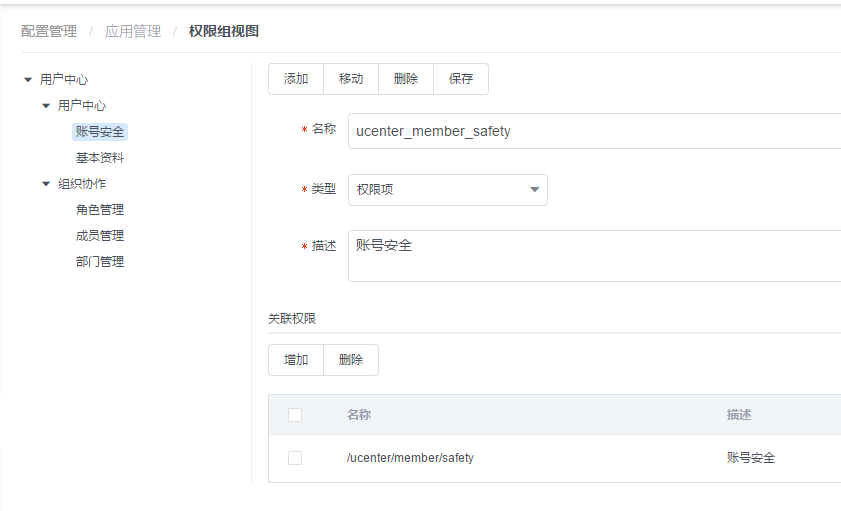 配置管理 / 应用管理 / 权限组视图
用户中心
用户中心
账号安全
基本资料
组织协作
角色管理
成员管理
部门管理
添加 移动 删除 保存
* 名称 ucenter_member_safety
* 类型 权限项
* 描述 账号安全
关联权限
增加 删除
名称 描述
/ucenter/member/safety 账号安全